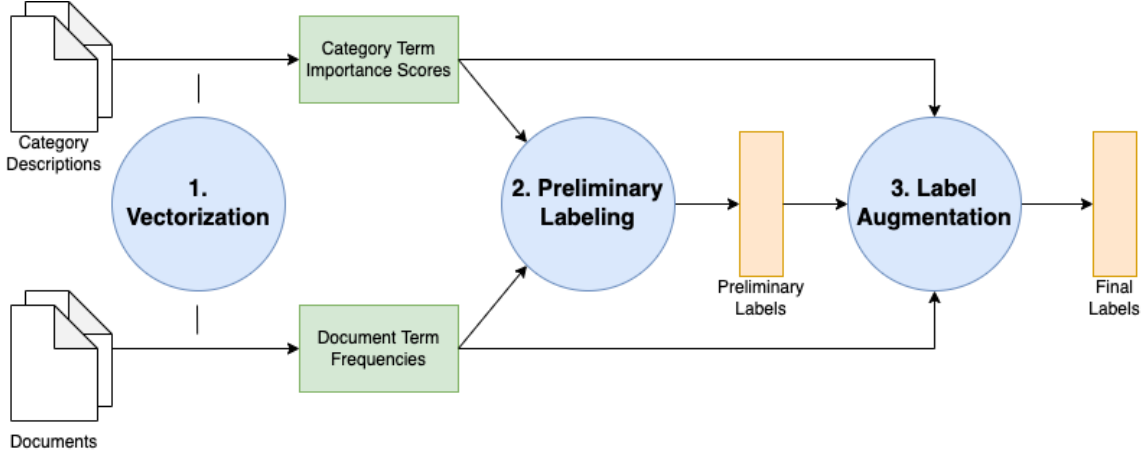 Category
Descriptions
Category Term
Importance Scores
1.
Vectorization
2. Preliminary
Labeling
Preliminary
Labels
3. Label
Augmentation
Final
Labels
Document Term
Frequencies
Documents